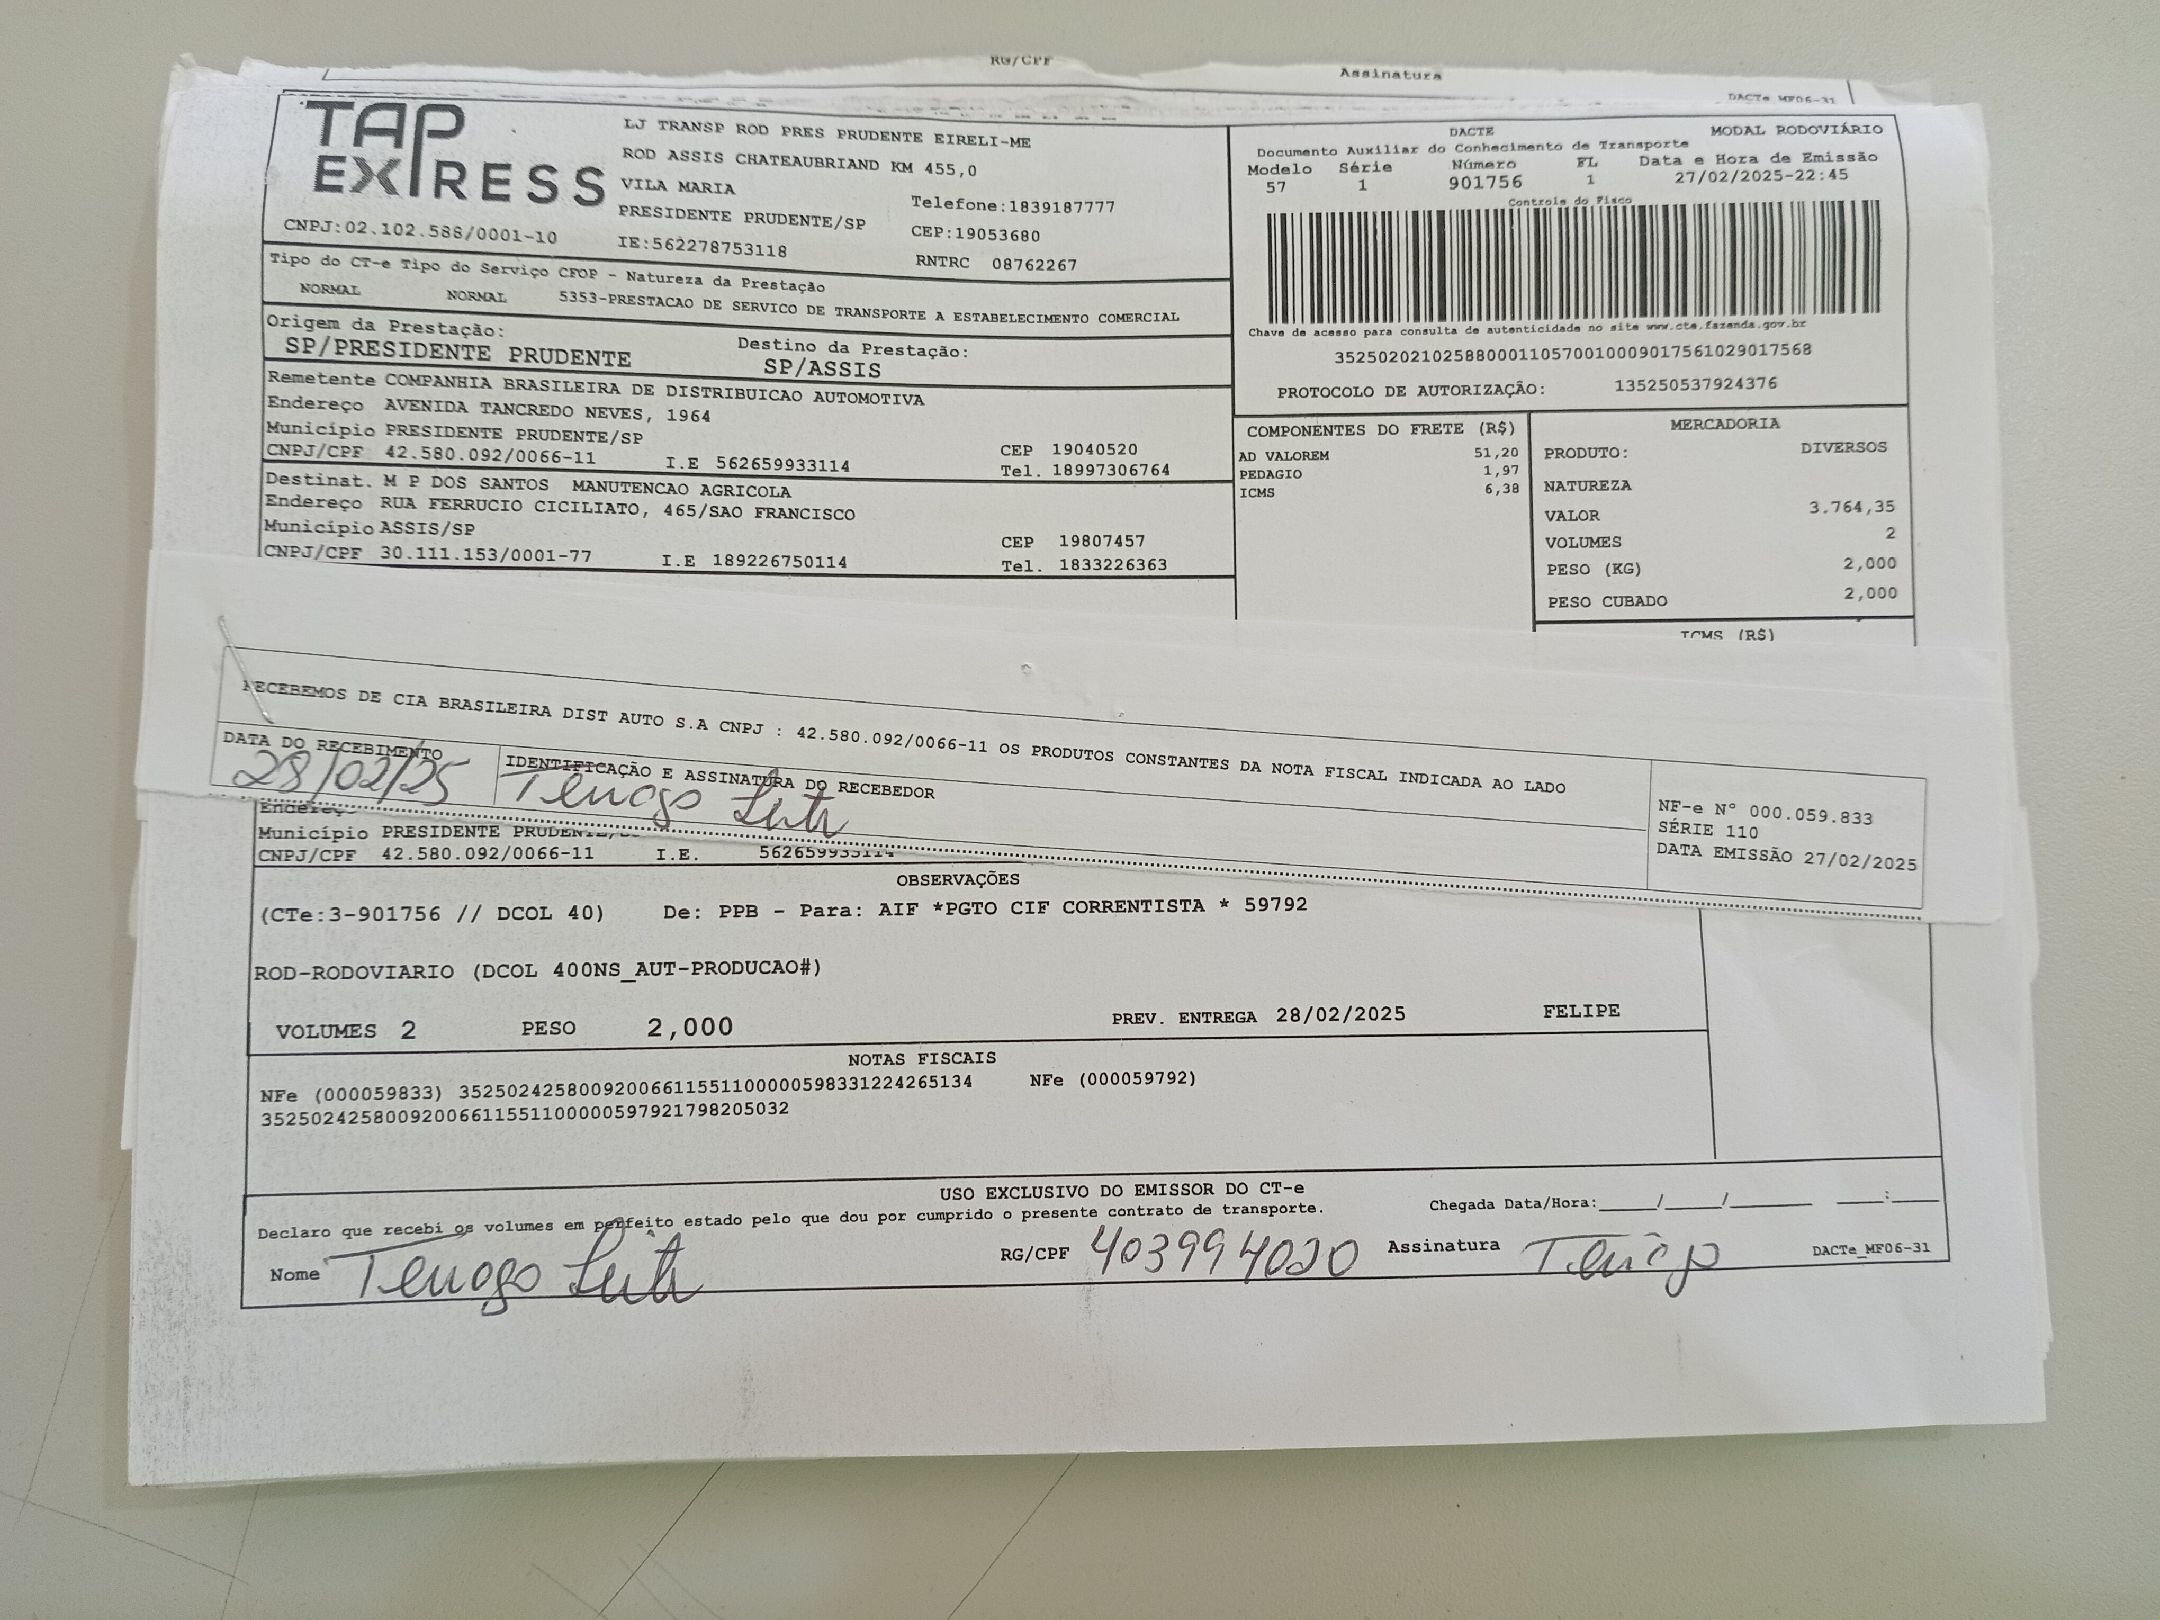 RG/CPF Assinatura
DACTe MF06-31
TAP EXPRESS
LJ TRANSP ROD PRES PRUDENTE EIRELI-ME
ROD ASSIS CHATEAUBRIAND KM 455,0
VILA MARIA
PRESIDENTE PRUDENTE/SP
Telefone:1839187777
CEP:19053680
CNPJ:02.102.588/0001-10 IE:562278753118 RNTRC 08762267
DACTE MODAL RODOVIÁRIO
Documento Auxiliar do Conhecimento de Transporte
Modelo Série Número FL Data e Hora de Emissão
57 1 901756 1 27/02/2025-22:45
Controle do Fisco
Chave de acesso para consulta de autenticidade no site www.cte.fazenda.gov.br
35250202102588000110570010009017561029017568
PROTOCOLO DE AUTORIZAÇÃO: 135250537924376
Tipo do CT-e Tipo do Serviço CFOP - Natureza da Prestação
NORMAL NORMAL 5353-PRESTACAO DE SERVICO DE TRANSPORTE A ESTABELECIMENTO COMERCIAL
Origem da Prestação: Destino da Prestação:
SP/PRESIDENTE PRUDENTE SP/ASSIS
Remetente COMPANHIA BRASILEIRA DE DISTRIBUICAO AUTOMOTIVA
Endereço AVENIDA TANCREDO NEVES, 1964
Município PRESIDENTE PRUDENTE/SP CEP 19040520
CNPJ/CPF 42.580.092/0066-11 I.E 562659933114 Tel. 18997306764
Destinat. M P DOS SANTOS MANUTENCAO AGRICOLA
Endereço RUA FERRUCIO CICILIATO, 465/SAO FRANCISCO
Município ASSIS/SP CEP 19807457
CNPJ/CPF 30.111.153/0001-77 I.E 189226750114 Tel. 1833226363
COMPONENTES DO FRETE (R$)
AD VALOREM 51,20
PEDAGIO 1,97
ICMS 6,38
MERCADORIA
PRODUTO: DIVERSOS
NATUREZA
VALOR 3.764,35
VOLUMES 2
PESO (KG) 2,000
PESO CUBADO 2,000
ICMS (R$)
RECEBEMOS DE CIA BRASILEIRA DIST AUTO S.A CNPJ : 42.580.092/0066-11 OS PRODUTOS CONSTANTES DA NOTA FISCAL INDICADA AO LADO
DATA DO RECEBIMENTO IDENTIFICAÇÃO E ASSINATURA DO RECEBEDOR
28/02/25
NF-e N° 000.059.833
SÉRIE 110
DATA EMISSÃO 27/02/2025
Endereço
Município PRESIDENTE PRUDENTE/
CNPJ/CPF 42.580.092/0066-11 I.E. 562659933114
OBSERVAÇÕES
(CTe:3-901756 // DCOL 40) De: PPB - Para: AIF *PGTO CIF CORRENTISTA * 59792
ROD-RODOVIARIO (DCOL 400NS_AUT-PRODUCAO#)
VOLUMES 2 PESO 2,000 PREV. ENTREGA 28/02/2025 FELIPE
NOTAS FISCAIS
NFe (000059833) 35250242580092006611551100000598331224265134 NFe (000059792)
35250242580092006611551100000597921798205032
USO EXCLUSIVO DO EMISSOR DO CT-e
Declaro que recebi os volumes em perfeito estado pelo que dou por cumprido o presente contrato de transporte.
Chegada Data/Hora:_____/_____/_______ ____:____
Nome RG/CPF 403994020 Assinatura
DACTe_MF06-31